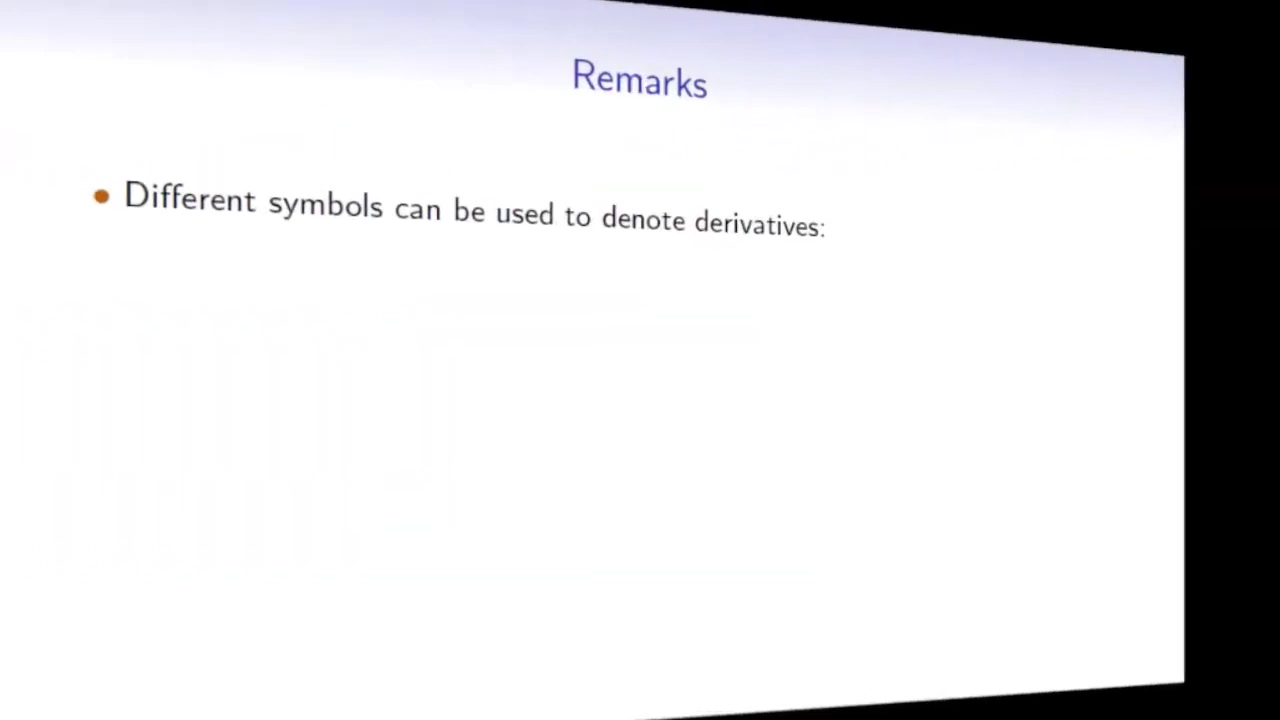 Remarks
Different symbols can be used to denote derivatives: